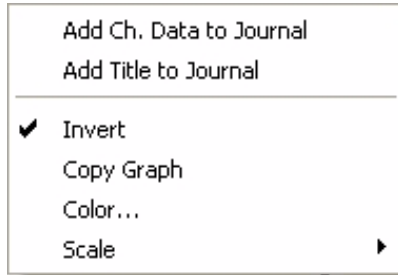 Add Ch. Data to Journal
Add Title to Journal
Invert
Copy Graph
Color...
Scale